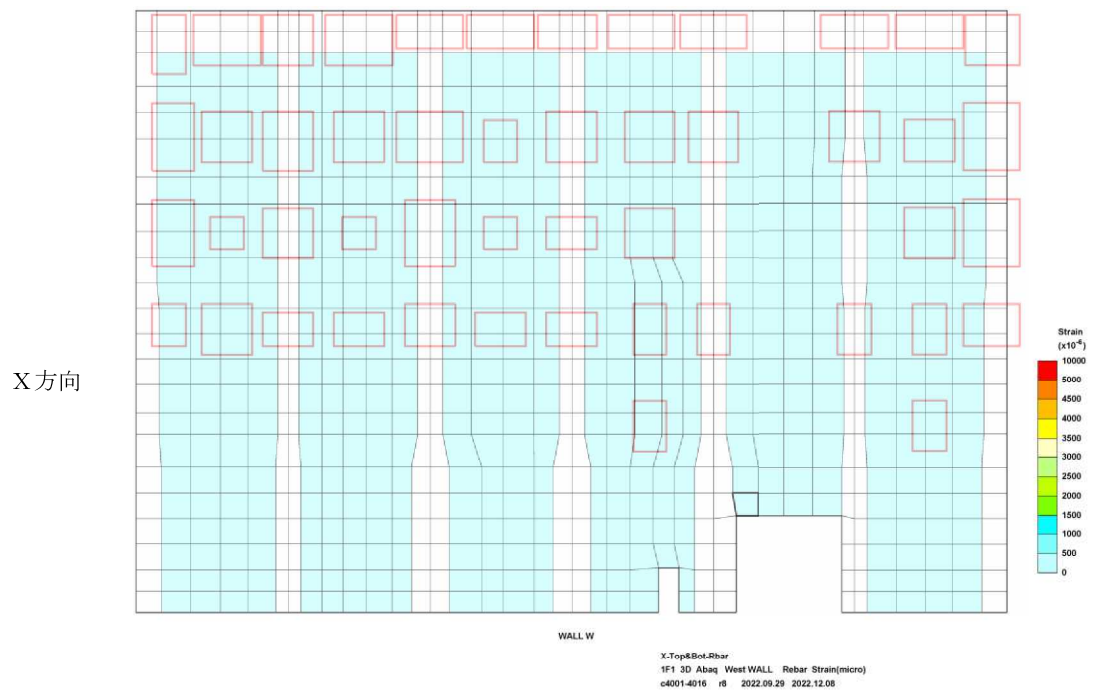 Strain
(x10⁻⁶)
10000
5000
4500
4000
3500
3000
2500
2000
1500
1000
500
0
X方向
WALL W
X-Top&Bot-Rbar
1F1 3D Abaq West WALL Rebar Strain(micro)
c4001-4016 r8 2022.09.29 2022.12.08